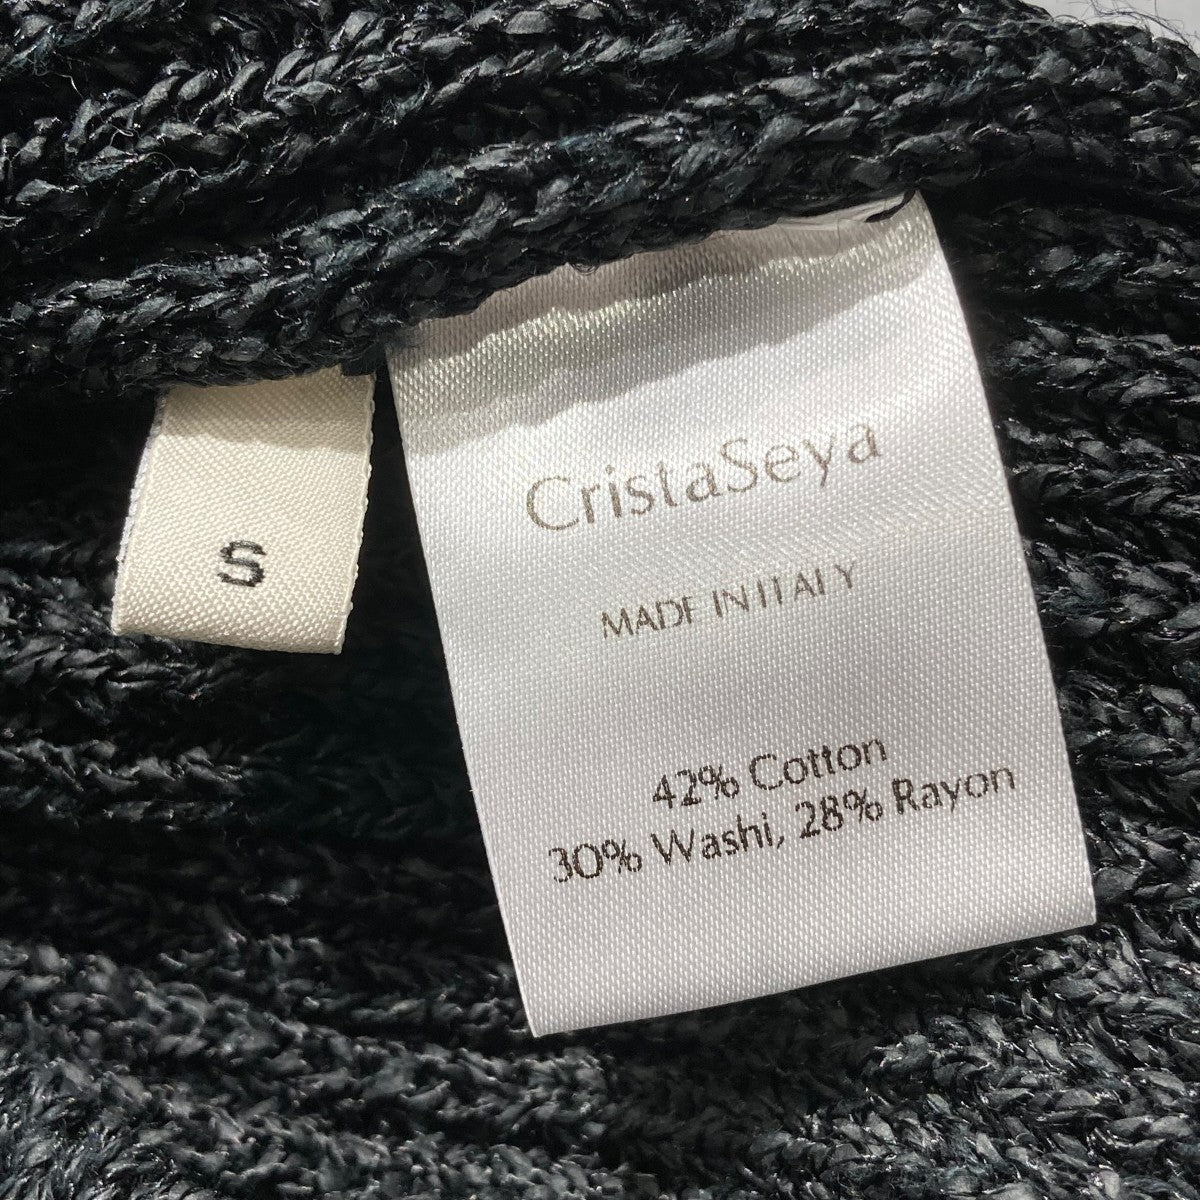 S
CristaSeya
MADE IN ITALY
42% Cotton
30% Washi, 28% Rayon